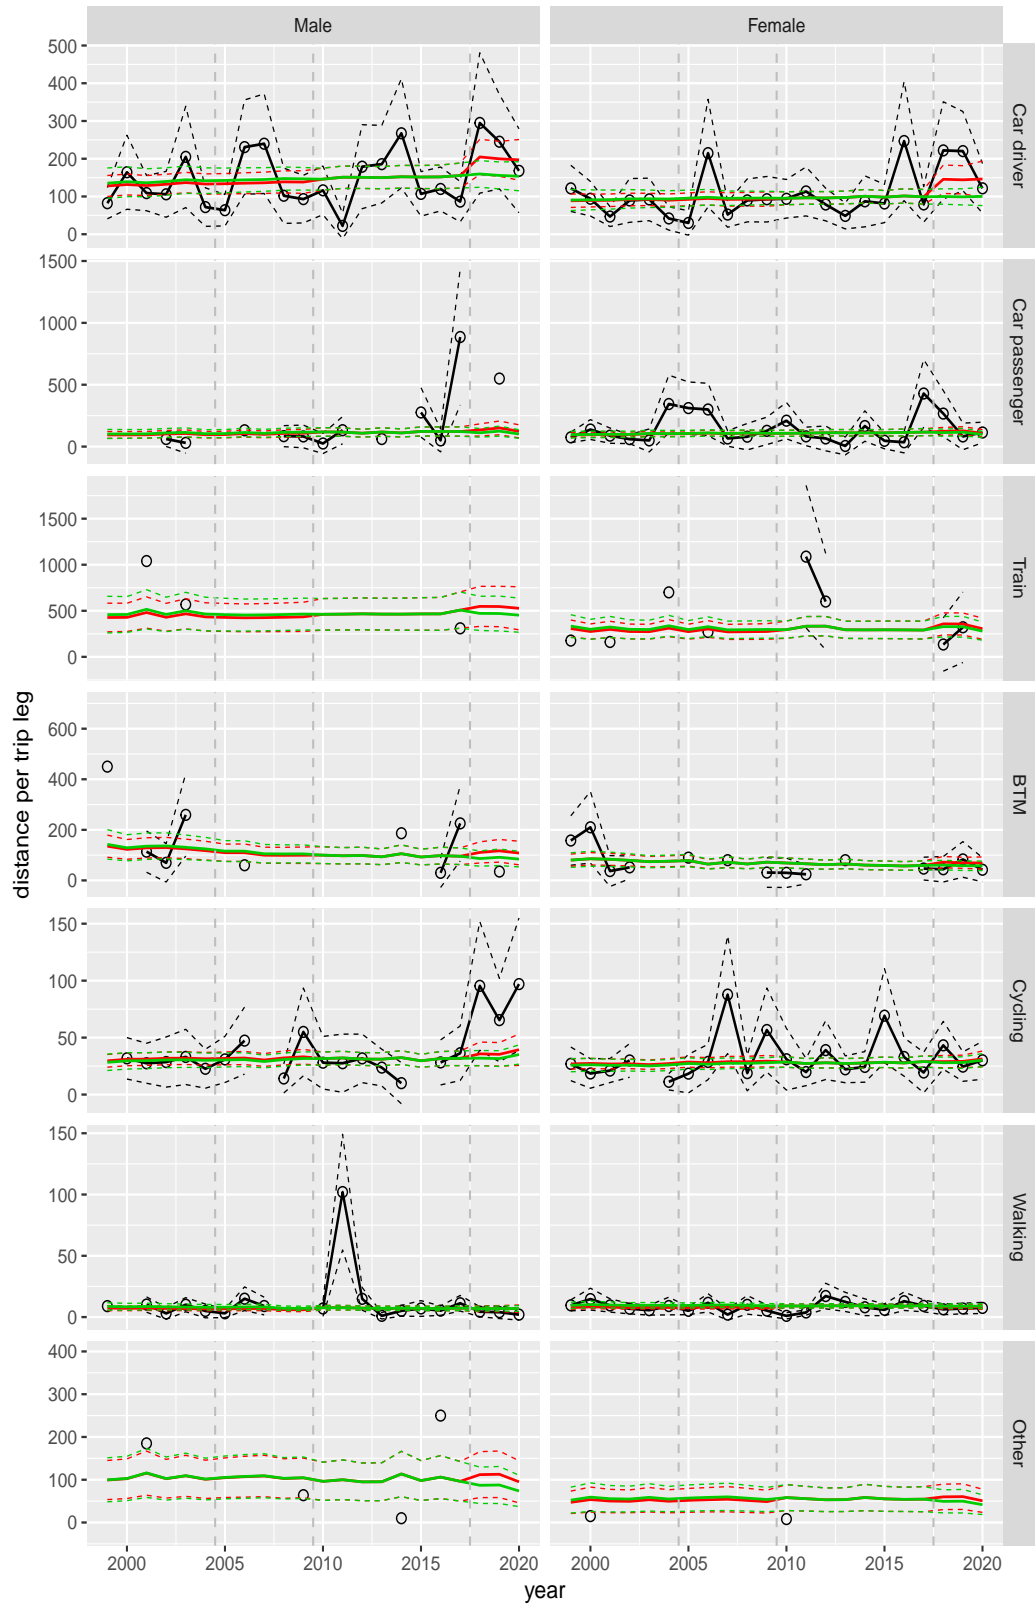 Male Female
500
400
300
200
100
0
Car driver
1500
1000
500
0
Car passenger
1500
1000
500
0
Train
distance per trip leg
600
400
200
0
BTM
150
100
50
0
Cycling
150
100
50
0
Walking
400
300
200
100
0
Other
2000 2005 2010 2015 2020 2000 2005 2010 2015 2020
year